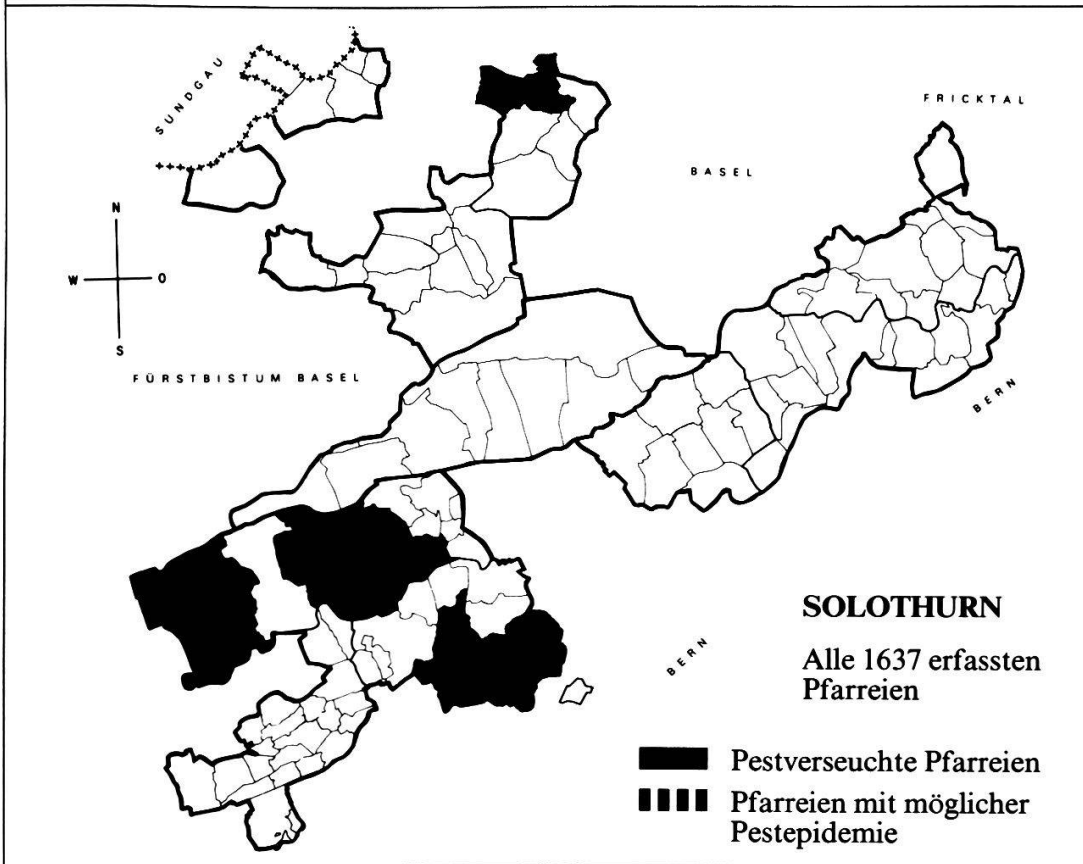 SUNDGAU
FRICKTAL
BASEL
N
W O
S
FÜRSTBISTUM BASEL
BERN
BERN
SOLOTHURN
Alle 1637 erfassten
Pfarreien
Pestverseuchte Pfarreien
Pfarreien mit möglicher
Pestepidemie